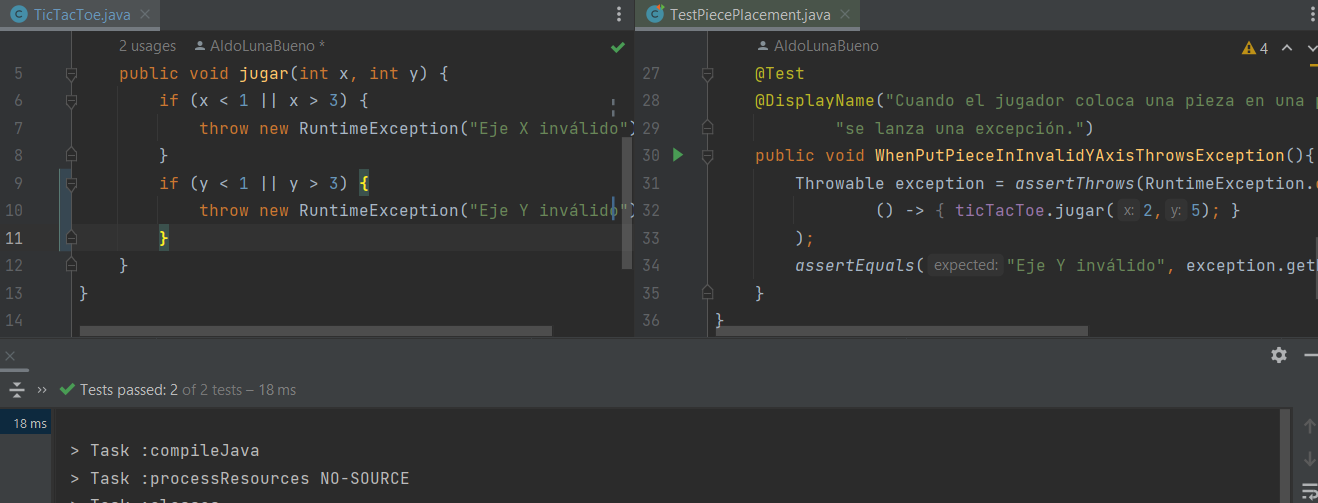 TicTacToe.java
2 usages AldoLunaBueno *
5 public void jugar(int x, int y) {
6 if (x < 1 || x > 3) {
7 throw new RuntimeException("Eje X inválido")
8 }
9 if (y < 1 || y > 3) {
10 throw new RuntimeException("Eje Y inválido")
11 }
12 }
13 }
14
TestPiecePlacement.java
AldoLunaBueno 4
27 @Test
28 @DisplayName("Cuando el jugador coloca una pieza en una
29 "se lanza una excepción.")
30 public void WhenPutPieceInInvalidYAxisThrowsException(){
31 Throwable exception = assertThrows(RuntimeException.
32 () -> { ticTacToe.jugar( x: 2, y: 5); }
33 );
34 assertEquals( expected: "Eje Y inválido", exception.get
35 }
36 }
Tests passed: 2 of 2 tests – 18 ms
18 ms
> Task :compileJava
> Task :processResources NO-SOURCE
> Task :classes